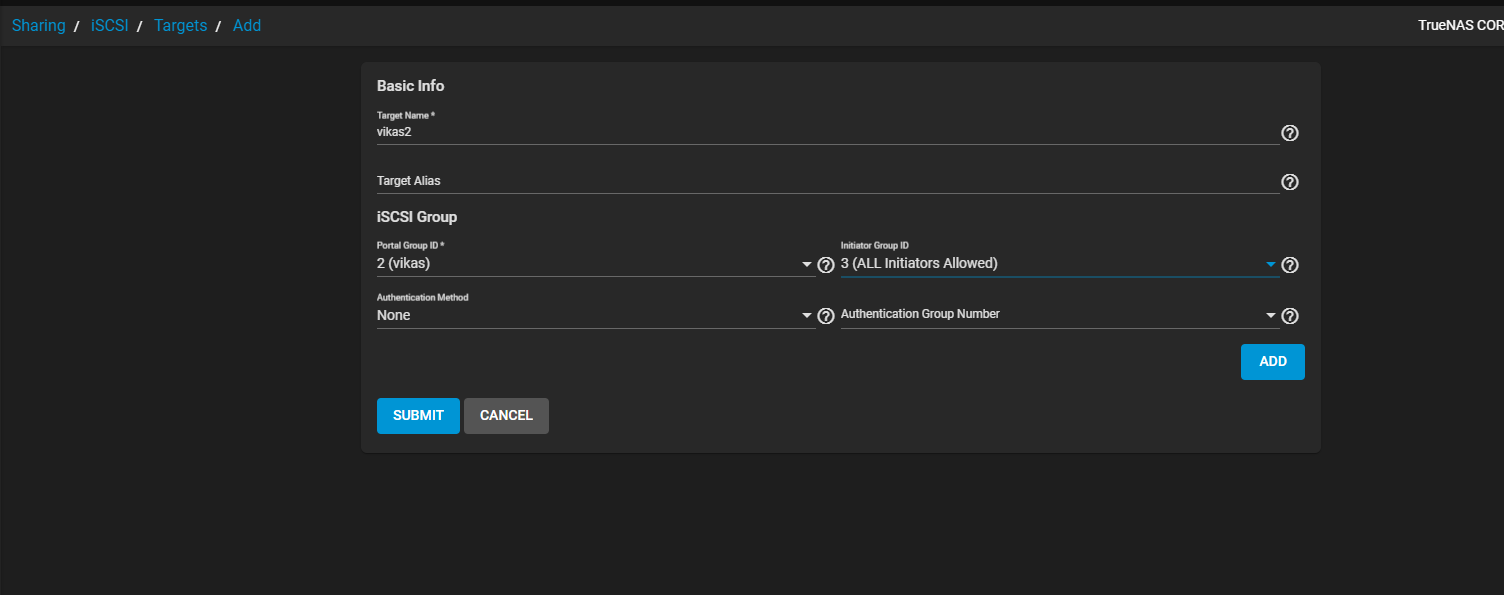 Sharing / iSCSI / Targets / Add
TrueNAS COR
Basic Info
Target Name *
vikas2
Target Alias
iSCSI Group
Portal Group ID *
2 (vikas)
Initiator Group ID
3 (ALL Initiators Allowed)
Authentication Method
None
Authentication Group Number
ADD
SUBMIT
CANCEL